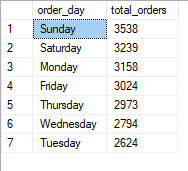 order_day total_orders
1 Sunday 3538
2 Saturday 3239
3 Monday 3158
4 Friday 3024
5 Thursday 2973
6 Wednesday 2794
7 Tuesday 2624